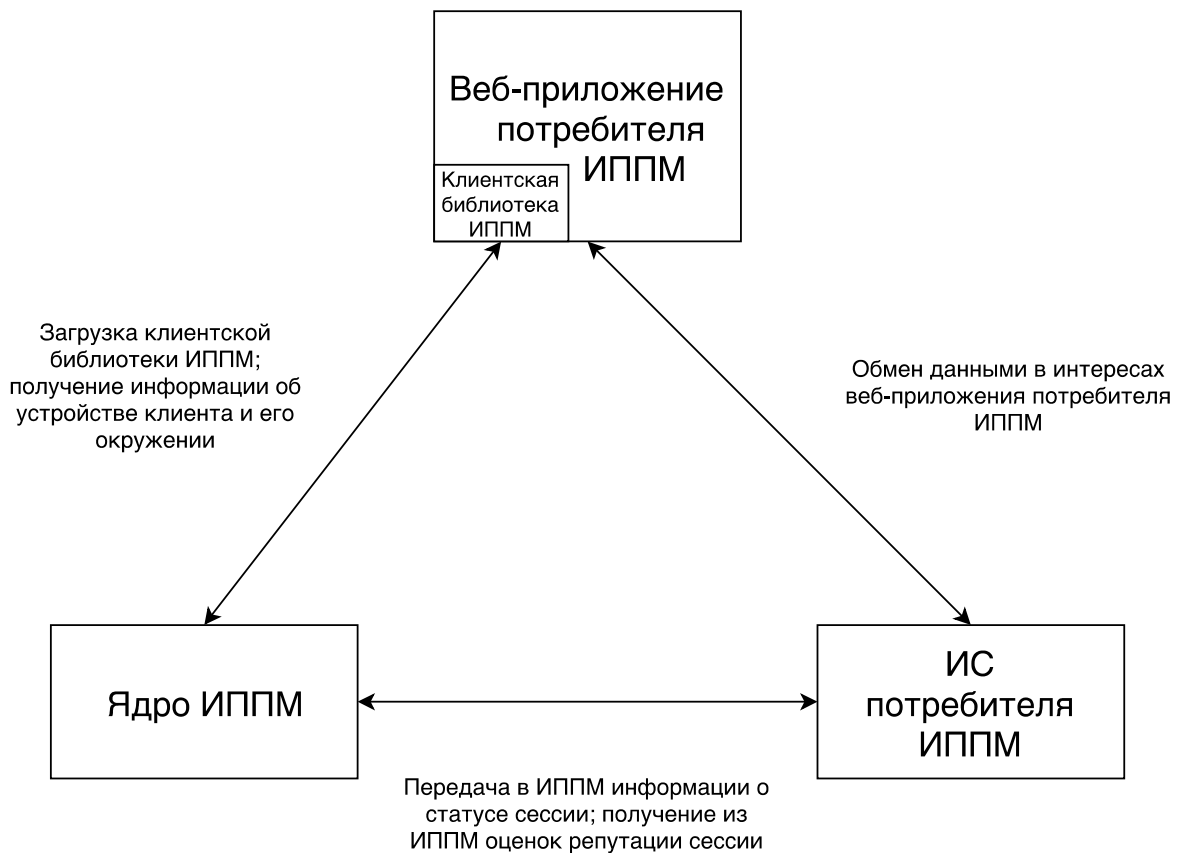 Веб-приложение
потребителя
ИППМ
Клиентская
библиотека
ИППМ
Загрузка клиентской
библиотеки ИППМ;
получение информации об
устройстве клиента и его
окружении
Обмен данными в интересах
веб-приложения потребителя
ИППМ
Ядро ИППМ
ИС
потребителя
ИППМ
Передача в ИППМ информации о
статусе сессии; получение из
ИППМ оценок репутации сессии